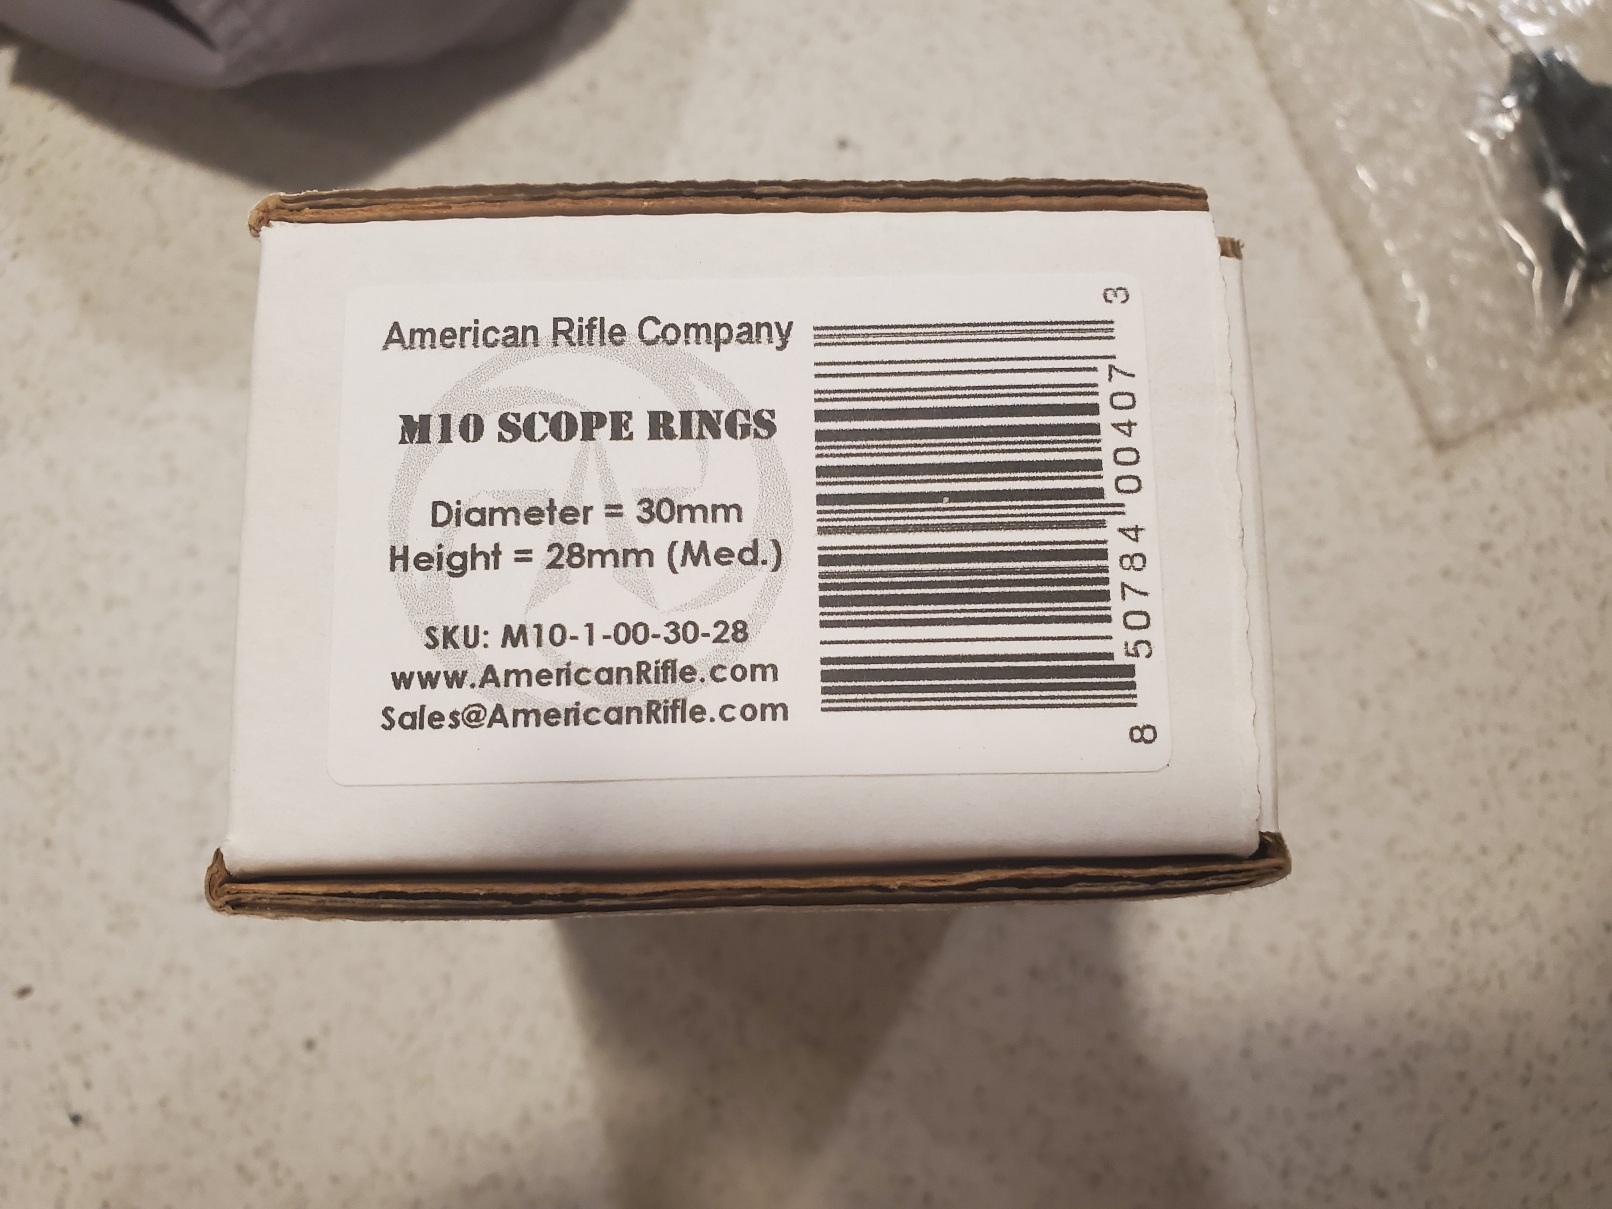 American Rifle Company
M10 SCOPE RINGS
Diameter = 30mm
Height = 28mm (Med.)
SKU: M10-1-00-30-28
www.AmericanRifle.com
Sales@AmericanRifle.com
8 50784 00407 3